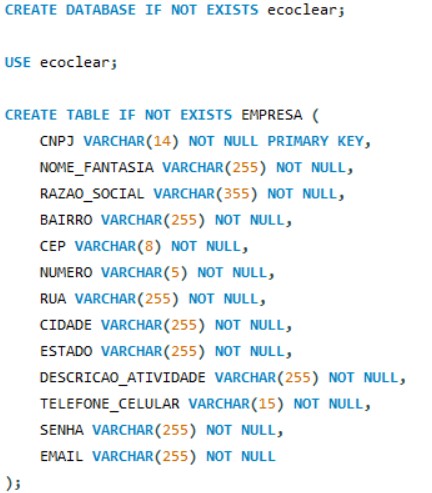 CREATE DATABASE IF NOT EXISTS ecoclear;
USE ecoclear;
CREATE TABLE IF NOT EXISTS EMPRESA (
CNPJ VARCHAR(14) NOT NULL PRIMARY KEY,
NOME_FANTASIA VARCHAR(255) NOT NULL,
RAZAO_SOCIAL VARCHAR(355) NOT NULL,
BAIRRO VARCHAR(255) NOT NULL,
CEP VARCHAR(8) NOT NULL,
NUMERO VARCHAR(5) NOT NULL,
RUA VARCHAR(255) NOT NULL,
CIDADE VARCHAR(255) NOT NULL,
ESTADO VARCHAR(255) NOT NULL,
DESCRICAO_ATIVIDADE VARCHAR(255) NOT NULL,
TELEFONE_CELULAR VARCHAR(15) NOT NULL,
SENHA VARCHAR(255) NOT NULL,
EMAIL VARCHAR(255) NOT NULL
);